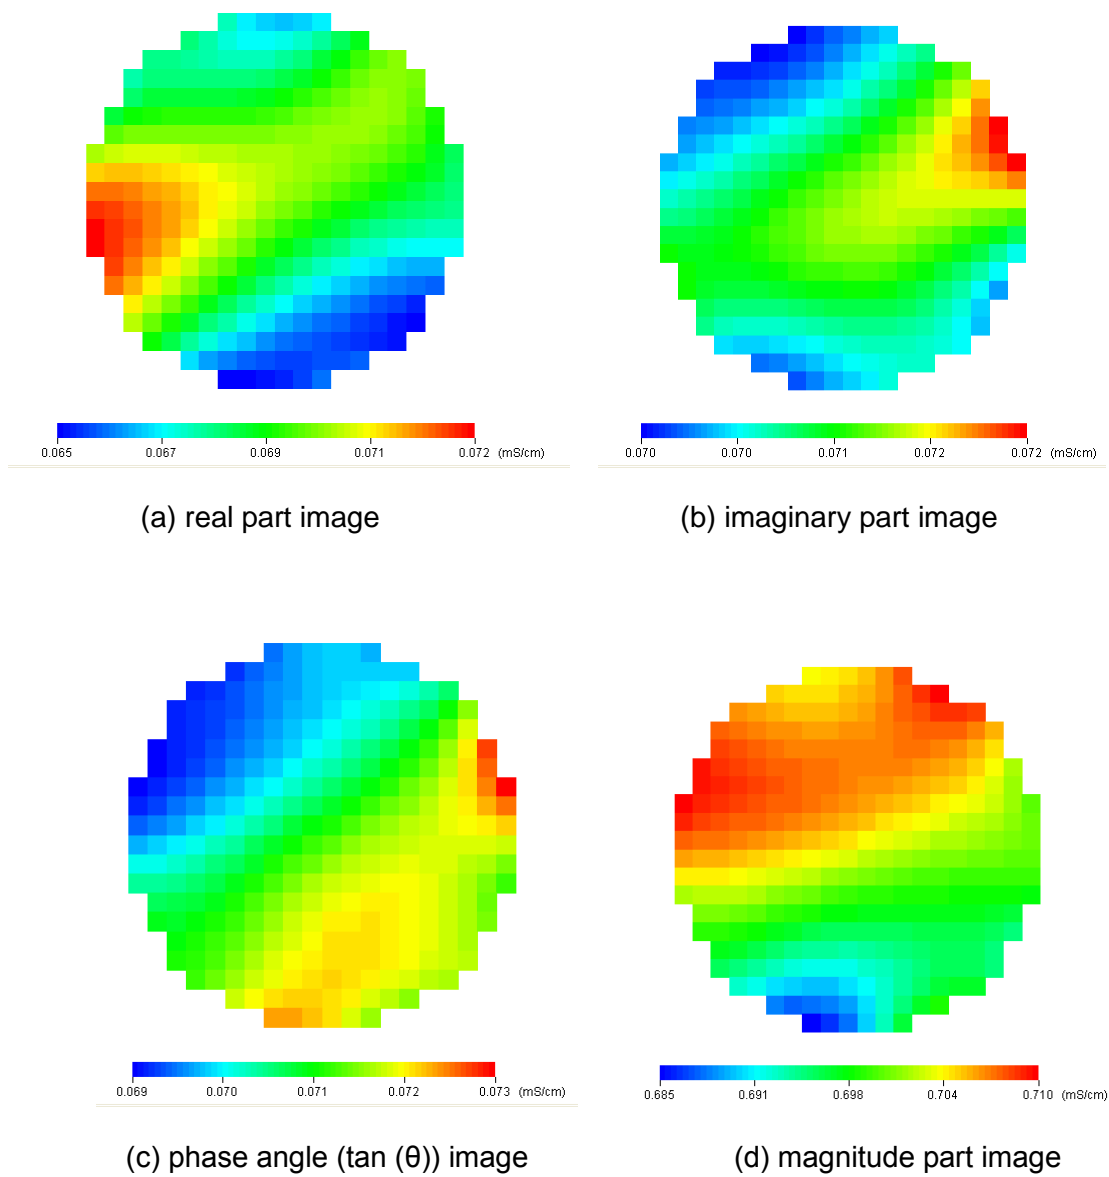 0.065 0.067 0.069 0.071 0.072 (mS/cm)
0.070 0.070 0.071 0.072 0.072 (mS/cm)
(a) real part image
(b) imaginary part image
0.069 0.070 0.071 0.072 0.073 (mS/cm)
0.685 0.691 0.698 0.704 0.710 (mS/cm)
(c) phase angle (tan (θ)) image
(d) magnitude part image